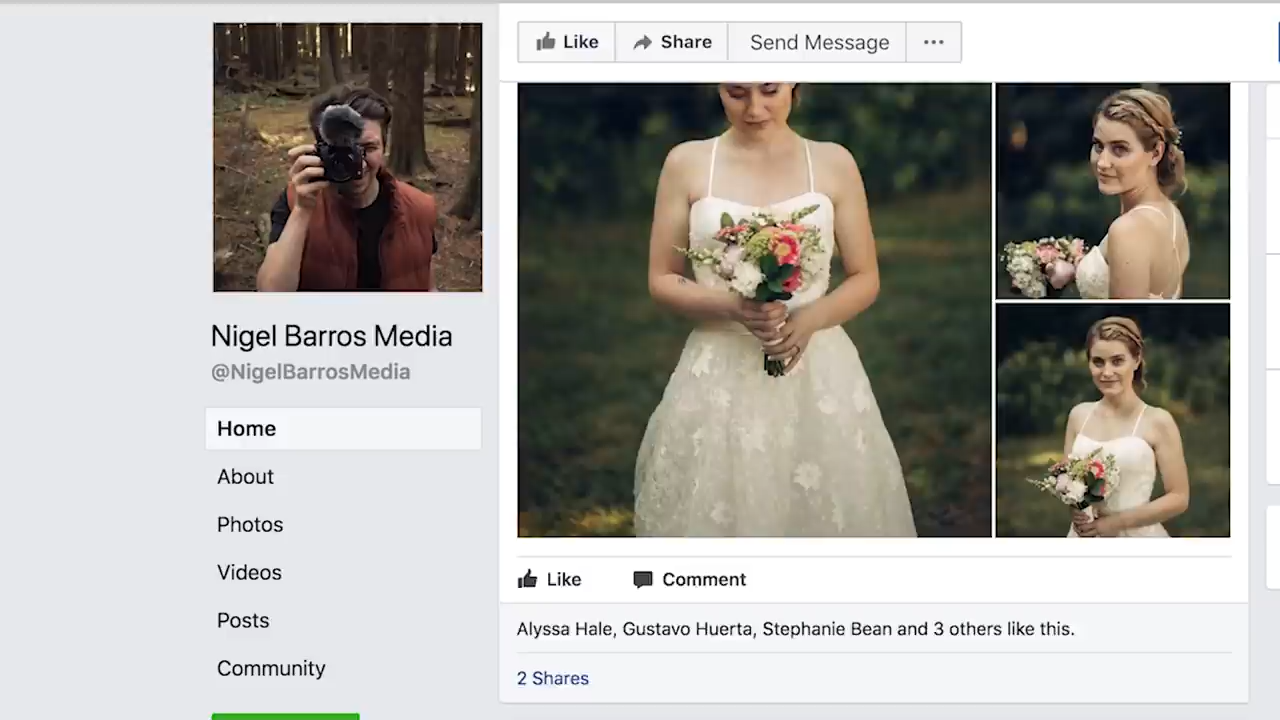 Like
Share
Send Message
Nigel Barros Media
@NigelBarrosMedia
Home
About
Photos
Videos
Posts
Community
Like
Comment
Alyssa Hale, Gustavo Huerta, Stephanie Bean and 3 others like this.
2 Shares